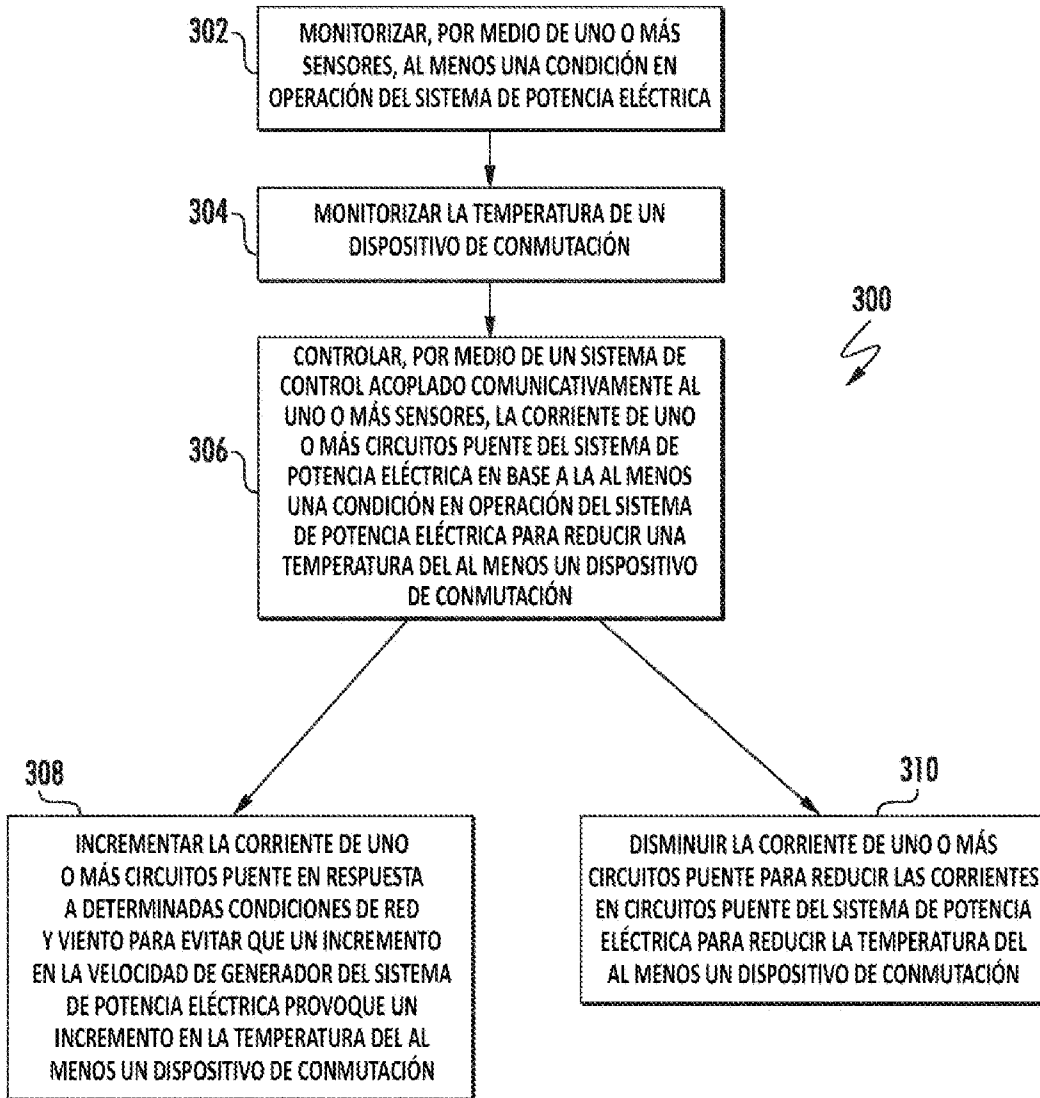 302
MONITORIZAR, POR MEDIO DE UNO O MÁS
SENSORES, AL MENOS UNA CONDICIÓN EN
OPERACIÓN DEL SISTEMA DE POTENCIA ELÉCTRICA
304
MONITORIZAR LA TEMPERATURA DE UN
DISPOSITIVO DE CONMUTACIÓN
300
306
CONTROLAR, POR MEDIO DE UN SISTEMA DE
CONTROL ACOPLADO COMUNICATIVAMENTE AL
UNO O MÁS SENSORES, LA CORRIENTE DE UNO
O MÁS CIRCUITOS PUENTE DEL SISTEMA DE
POTENCIA ELÉCTRICA EN BASE A LA AL MENOS
UNA CONDICIÓN EN OPERACIÓN DEL SISTEMA
DE POTENCIA ELÉCTRICA PARA REDUCIR UNA
TEMPERATURA DEL AL MENOS UN DISPOSITIVO
DE CONMUTACIÓN
308
INCREMENTAR LA CORRIENTE DE UNO
O MÁS CIRCUITOS PUENTE EN RESPUESTA
A DETERMINADAS CONDICIONES DE RED
Y VIENTO PARA EVITAR QUE UN INCREMENTO
EN LA VELOCIDAD DE GENERADOR DEL SISTEMA
DE POTENCIA ELÉCTRICA PROVOQUE UN
INCREMENTO EN LA TEMPERATURA DEL AL
MENOS UN DISPOSITIVO DE CONMUTACIÓN
310
DISMINUIR LA CORRIENTE DE UNO O MÁS
CIRCUITOS PUENTE PARA REDUCIR LAS CORRIENTES
EN CIRCUITOS PUENTE DEL SISTEMA DE POTENCIA
ELÉCTRICA PARA REDUCIR LA TEMPERATURA DEL
AL MENOS UN DISPOSITIVO DE CONMUTACIÓN